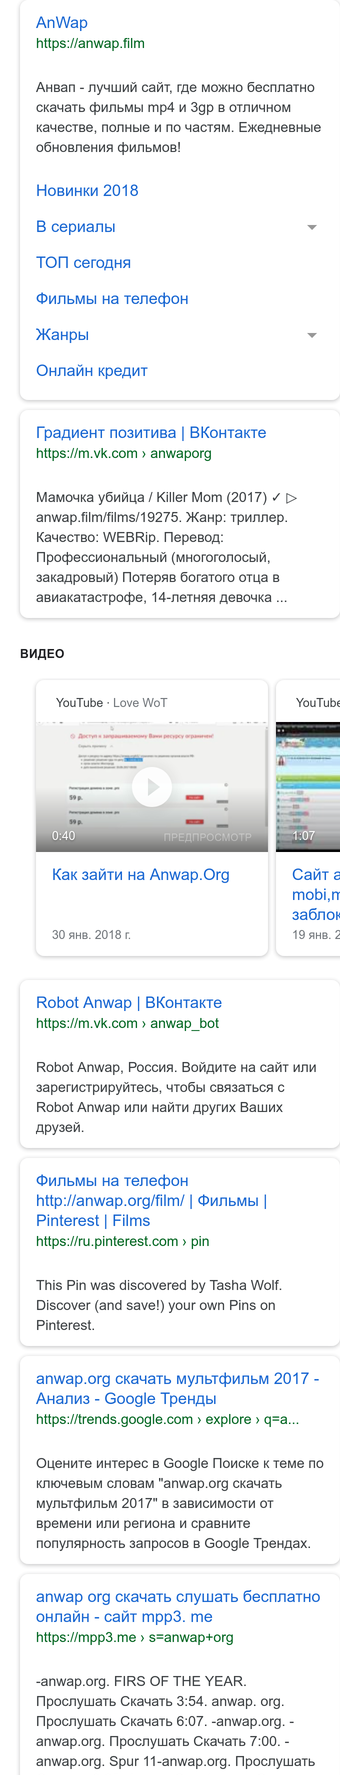 AnWap
https://anwap.film
Анвап - лучший сайт, где можно бесплатно
скачать фильмы mp4 и 3gp в отличном
качестве, полные и по частям. Ежедневные
обновления фильмов!
Новинки 2018
В сериалы
ТОП сегодня
Фильмы на телефон
Жанры
Онлайн кредит
Градиент позитива | ВКонтакте
https://m.vk.com › anwaporg
Мамочка убийца / Killer Mom (2017) ✓ ▷
anwap.film/films/19275. Жанр: триллер.
Качество: WEBRip. Перевод:
Профессиональный (многоголосый,
закадровый) Потеряв богатого отца в
авиакатастрофе, 14-летняя девочка ...
ВИДЕО
YouTube · Love WoT
Доступ к запрашиваемому Вами ресурсу ограничен!
59 р.
59 р.
0:40
ПРЕДПРОСМОТР
Как зайти на Anwap.Org
30 янв. 2018 г.
YouTube
1:07
Сайт a
mobi,m
заблок
19 янв. 2
Robot Anwap | ВКонтакте
https://m.vk.com › anwap_bot
Robot Anwap, Россия. Войдите на сайт или
зарегистрируйтесь, чтобы связаться с
Robot Anwap или найти других Ваших
друзей.
Фильмы на телефон
http://anwap.org/film/ | Фильмы |
Pinterest | Films
https://ru.pinterest.com › pin
This Pin was discovered by Tasha Wolf.
Discover (and save!) your own Pins on
Pinterest.
anwap.org скачать мультфильм 2017 -
Анализ - Google Тренды
https://trends.google.com › explore › q=a...
Оцените интерес в Google Поиске к теме по
ключевым словам "anwap.org скачать
мультфильм 2017" в зависимости от
времени или региона и сравните
популярность запросов в Google Трендах.
anwap org скачать слушать бесплатно
онлайн - сайт mpp3. me
https://mpp3.me › s=anwap+org
-anwap.org. FIRS OF THE YEAR.
Прослушать Скачать 3:54. anwap. org.
Прослушать Скачать 6:07. -anwap.org. -
anwap.org. Прослушать Скачать 7:00. -
anwap.org. Spur 11-anwap.org. Прослушать